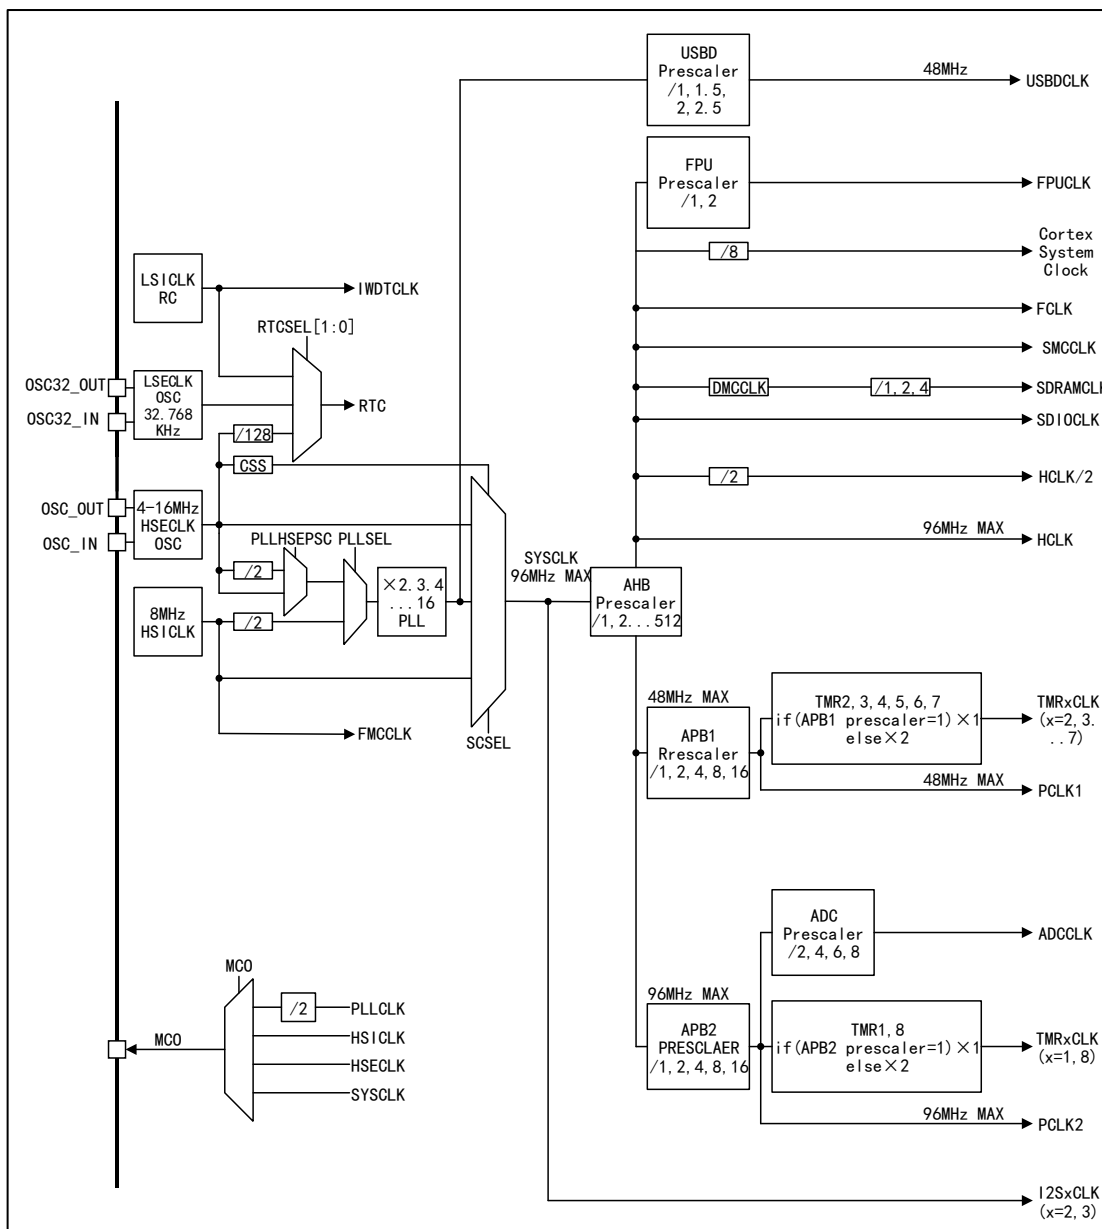 USBD
Prescaler
/1, 1.5,
2, 2.5
48MHz
USBDCLK
FPU
Prescaler
/1, 2
FPUCLK
/8
Cortex
System
Clock
LSICLK
RC
IWDTCLK
FCLK
RTCSEL[1:0]
SMCCLK
OSC32_OUT
OSC32_IN
LSECLK
OSC
32.768
KHz
RTC
DMCCLK
/1, 2, 4
SDRAMCLK
SDIOCLK
/128
CSS
/2
HCLK/2
OSC_OUT
OSC_IN
4-16MHz
HSECLK
OSC
96MHz MAX
HCLK
PLLHSEPSC
PLLSEL
/2
×2. 3. 4
...16
PLL
SYSCLK
96MHz MAX
AHB
Prescaler
/1, 2...512
8MHz
HSICLK
/2
FMCCLK
SCSEL
48MHz MAX
APB1
Rrescaler
/1, 2, 4, 8, 16
TMR2, 3, 4, 5, 6, 7
if(APB1 prescaler=1)×1
else×2
TMRxCLK
(x=2, 3.
..7)
48MHz MAX
PCLK1
ADC
Prescaler
/2, 4, 6, 8
ADCCLK
MCO
/2
PLLCLK
HSICLK
HSECLK
SYSCLK
MCO
96MHz MAX
APB2
PRESCLAER
/1, 2, 4, 8, 16
TMR1, 8
if(APB2 prescaler=1)×1
else×2
TMRxCLK
(x=1, 8)
96MHz MAX
PCLK2
I2SxCLK
(x=2, 3)